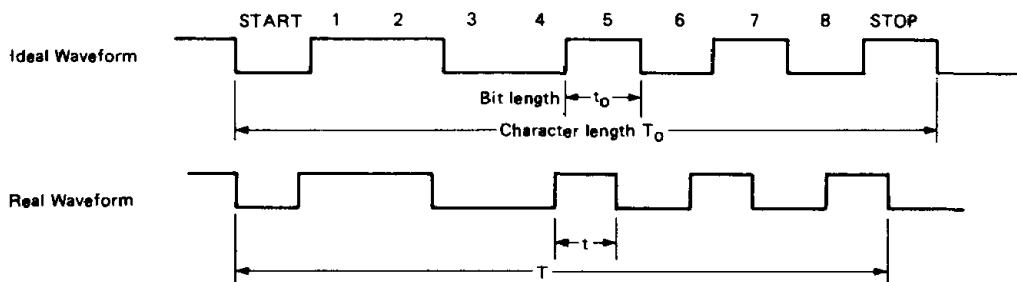 START 1 2 3 4 5 6 7 8 STOP
Ideal Waveform
Bit length t₀
Character length T₀
Real Waveform
t
T